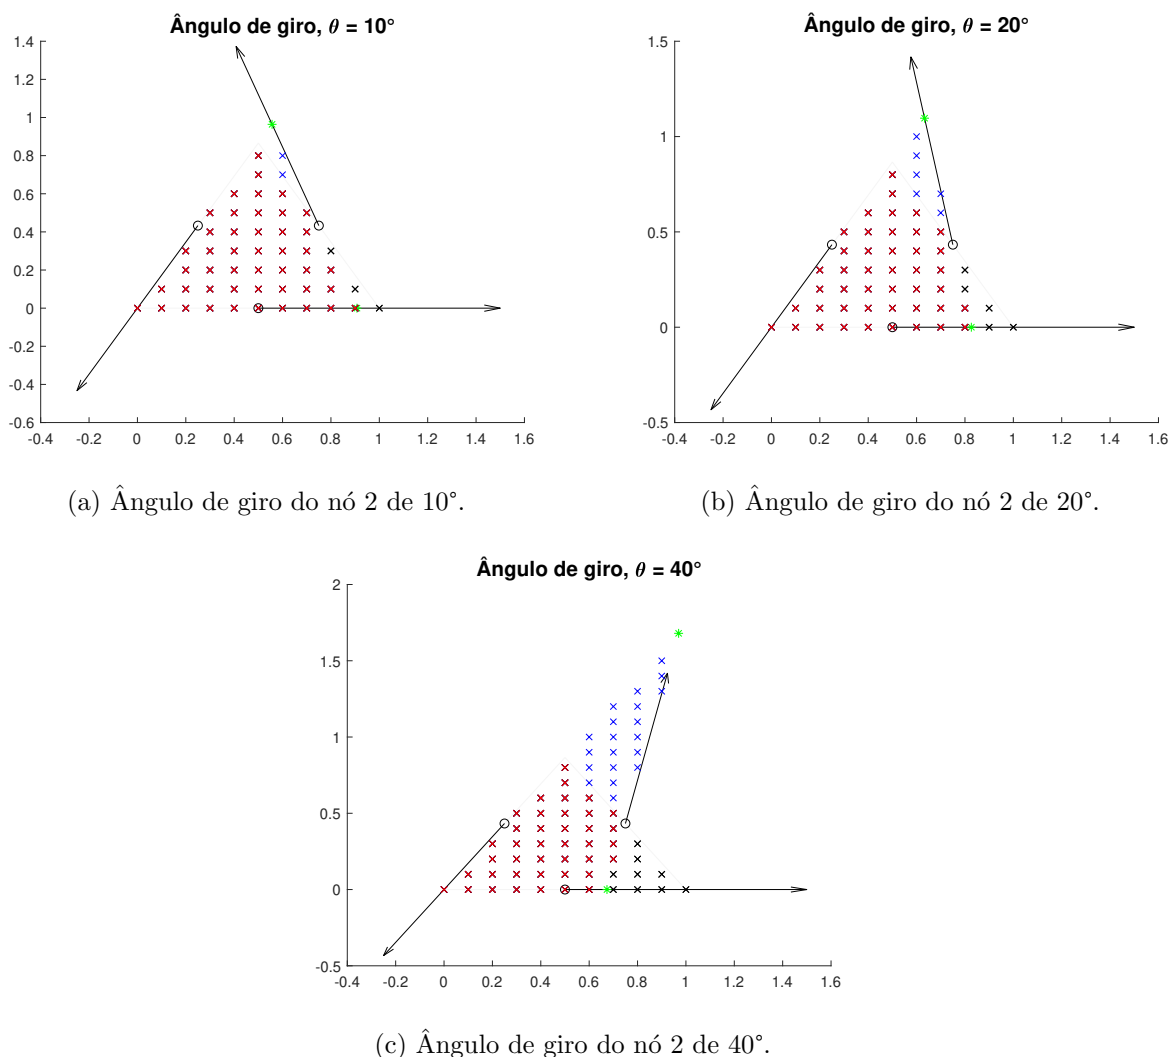 Ângulo de giro, θ = 10°
1.4
1.2
1
0.8
0.6
0.4
0.2
0
-0.2
-0.4
-0.6
-0.4 -0.2 0 0.2 0.4 0.6 0.8 1 1.2 1.4 1.6
(a) Ângulo de giro do nó 2 de 10°.
Ângulo de giro, θ = 20°
1.5
1
0.5
0
-0.5
-0.4 -0.2 0 0.2 0.4 0.6 0.8 1 1.2 1.4 1.6
(b) Ângulo de giro do nó 2 de 20°.
Ângulo de giro, θ = 40°
2
1.5
1
0.5
0
-0.5
-0.4 -0.2 0 0.2 0.4 0.6 0.8 1 1.2 1.4 1.6
(c) Ângulo de giro do nó 2 de 40°.